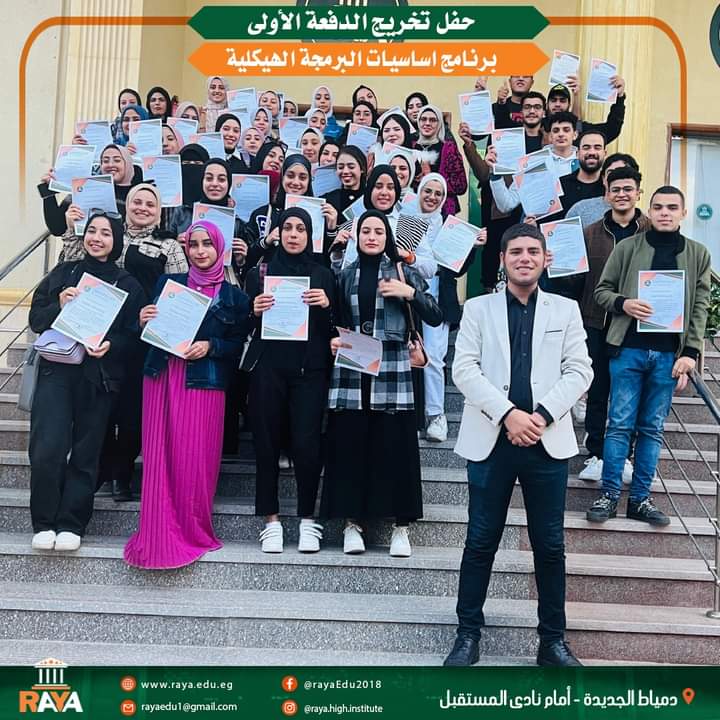 حفل تخريج الدفعة الأولى
برنامج اساسيات البرمجة الهيكلية
RAYA
www.raya.edu.eg
@rayaEdu2018
rayaedu1@gmail.com
@raya.high.institute
دمياط الجديدة - أمام نادى المستقبل
RAYA